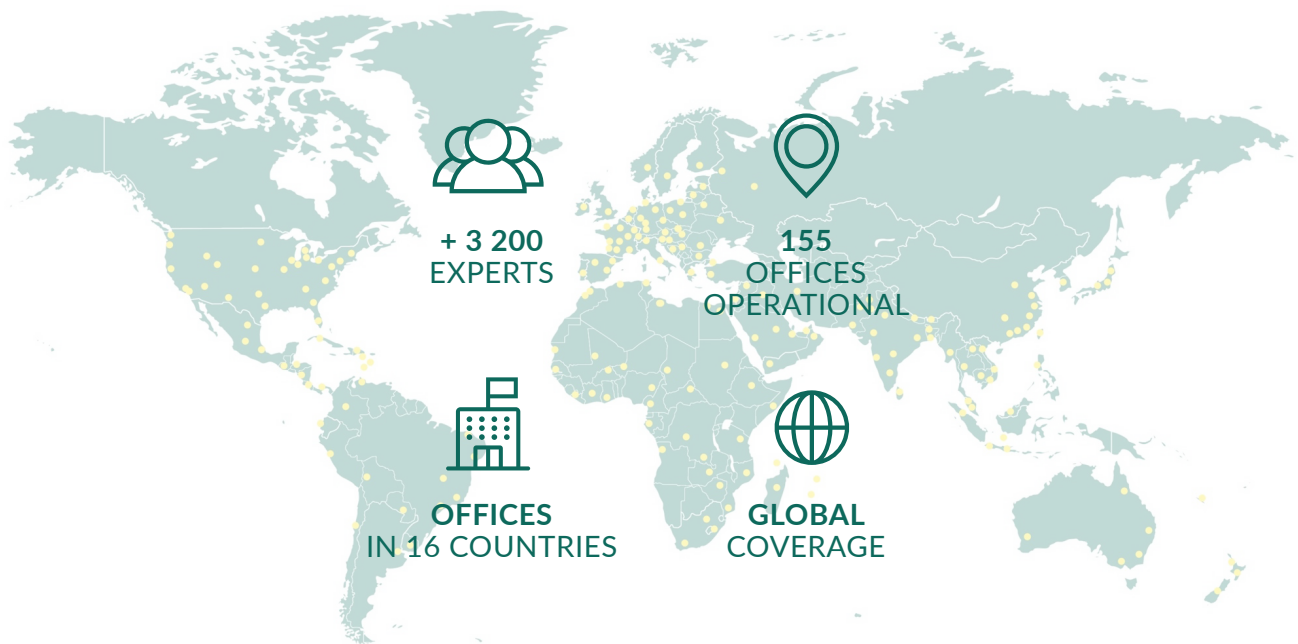 + 3 200
EXPERTS
155
OFFICES
OPERATIONAL
OFFICES
IN 16 COUNTRIES
GLOBAL
COVERAGE